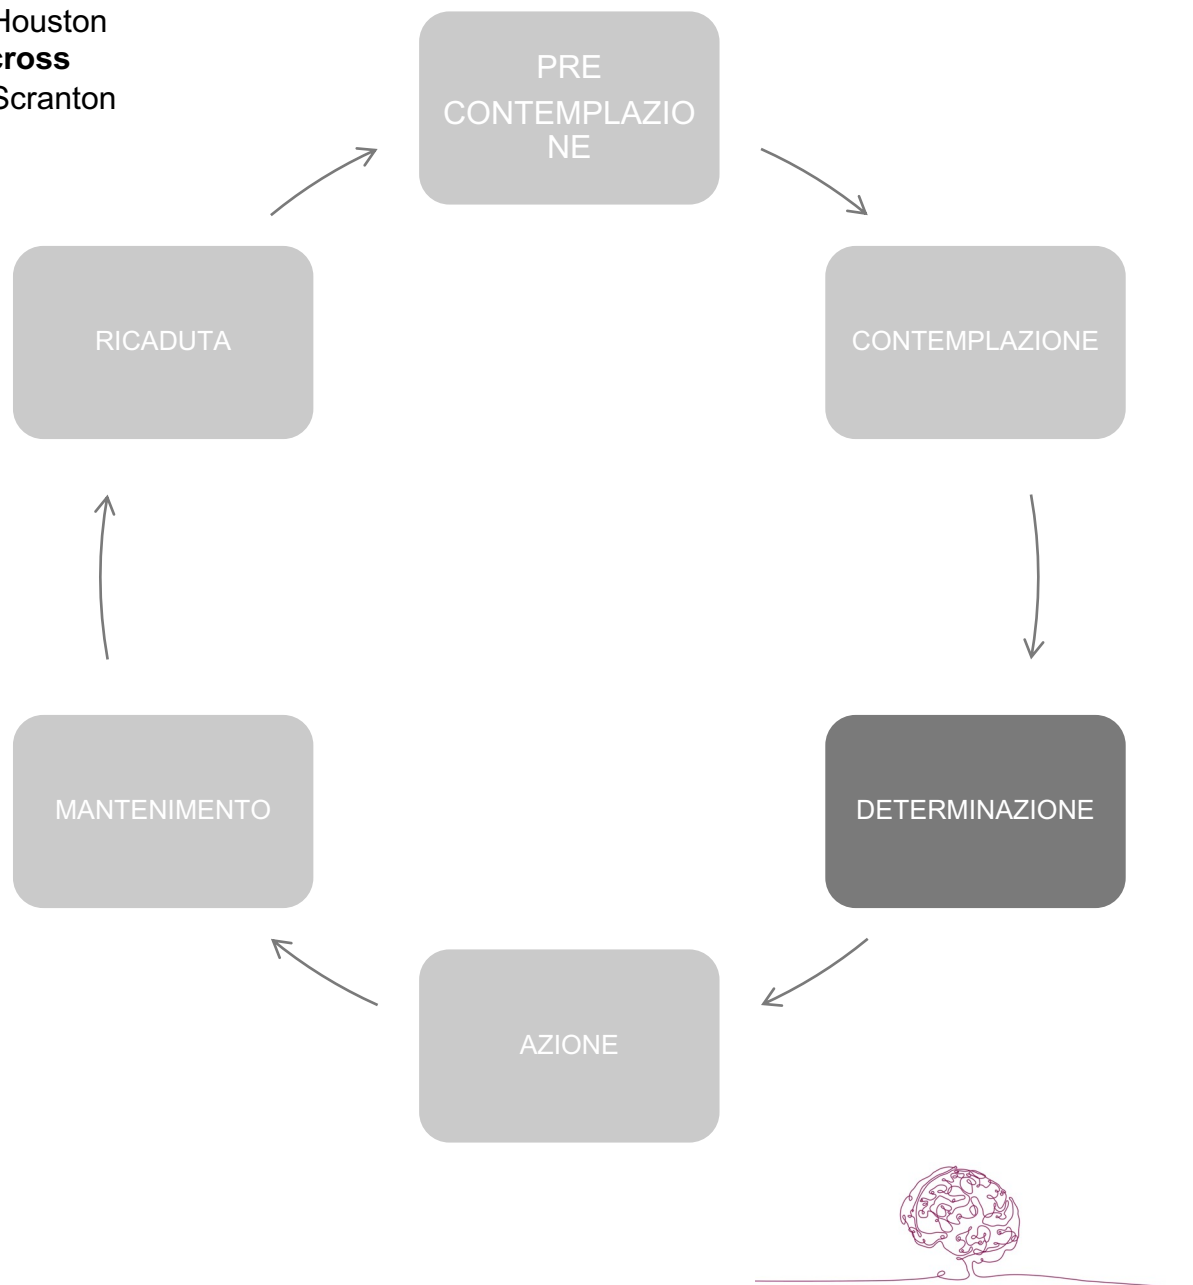 Houston
cross
Scranton
PRE
CONTEMPLAZIO
NE
RICADUTA
CONTEMPLAZIONE
MANTENIMENTO
DETERMINAZIONE
AZIONE